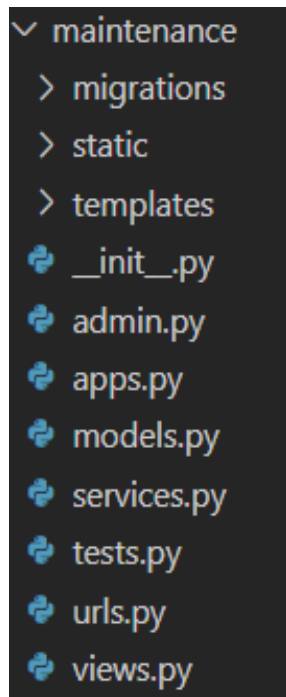 maintenance
migrations
static
templates
__init__.py
admin.py
apps.py
models.py
services.py
tests.py
urls.py
views.py